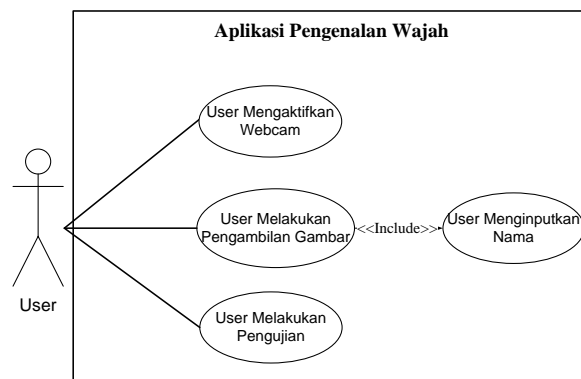 Aplikasi Pengenalan Wajah
User Mengaktifkan
Webcam
User Melakukan
Pengambilan Gambar
<<Include>>
User Menginputkan
Nama
User Melakukan
Pengujian
User